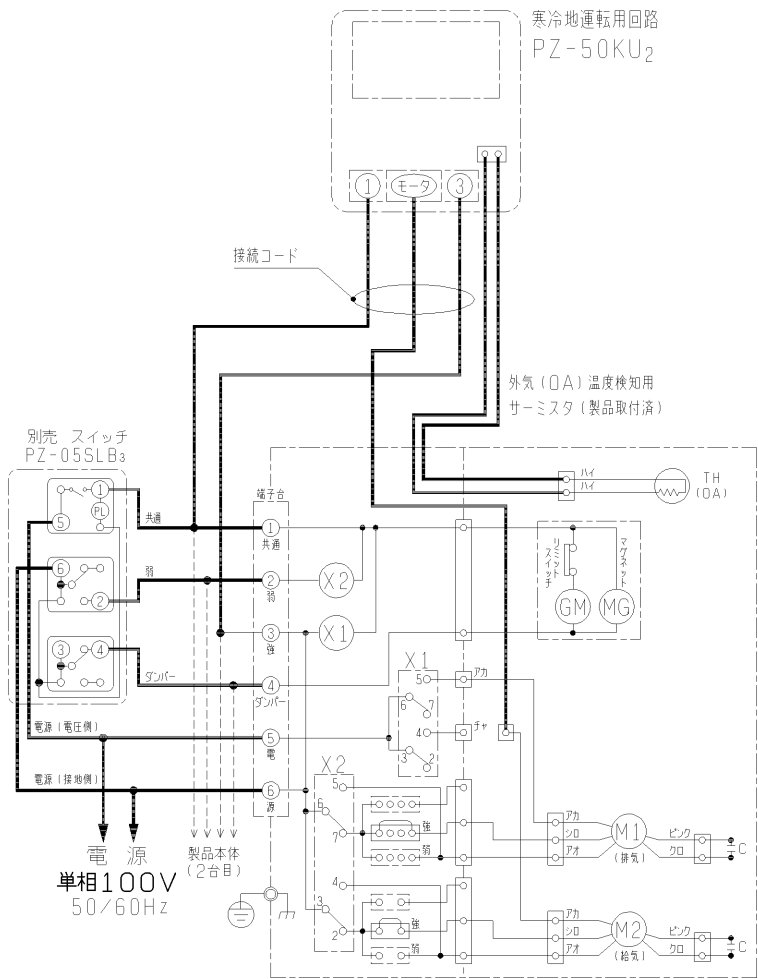 寒冷地運転用回路
PZ-50KU2
1 モータ 3
接続コード
外気(OA)温度検知用
サーミスタ(製品取付済)
別売 スイッチ
PZ-05SLB3
1
PL
5
6
2
3 4
共通
弱
ダンパー
電源(電圧側)
電源(接地側)
電 源
単相100V
50/60Hz
製品本体
(2台目)
端子台
1
共通
2
弱
3
強
4
ダンパー
5
電
6
源
X2
X1
ハイ
ハイ
TH
(OA)
リミット
スイッチ
マグネット
GM MG
X1
5
6
7
4
3
2
アカ
チャ
X2
5
6
7
4
3
2
強
弱
強
弱
アカ
シロ
アオ
M1
(排気)
ピンク
クロ
C
アカ
シロ
アオ
M2
(給気)
ピンク
クロ
C